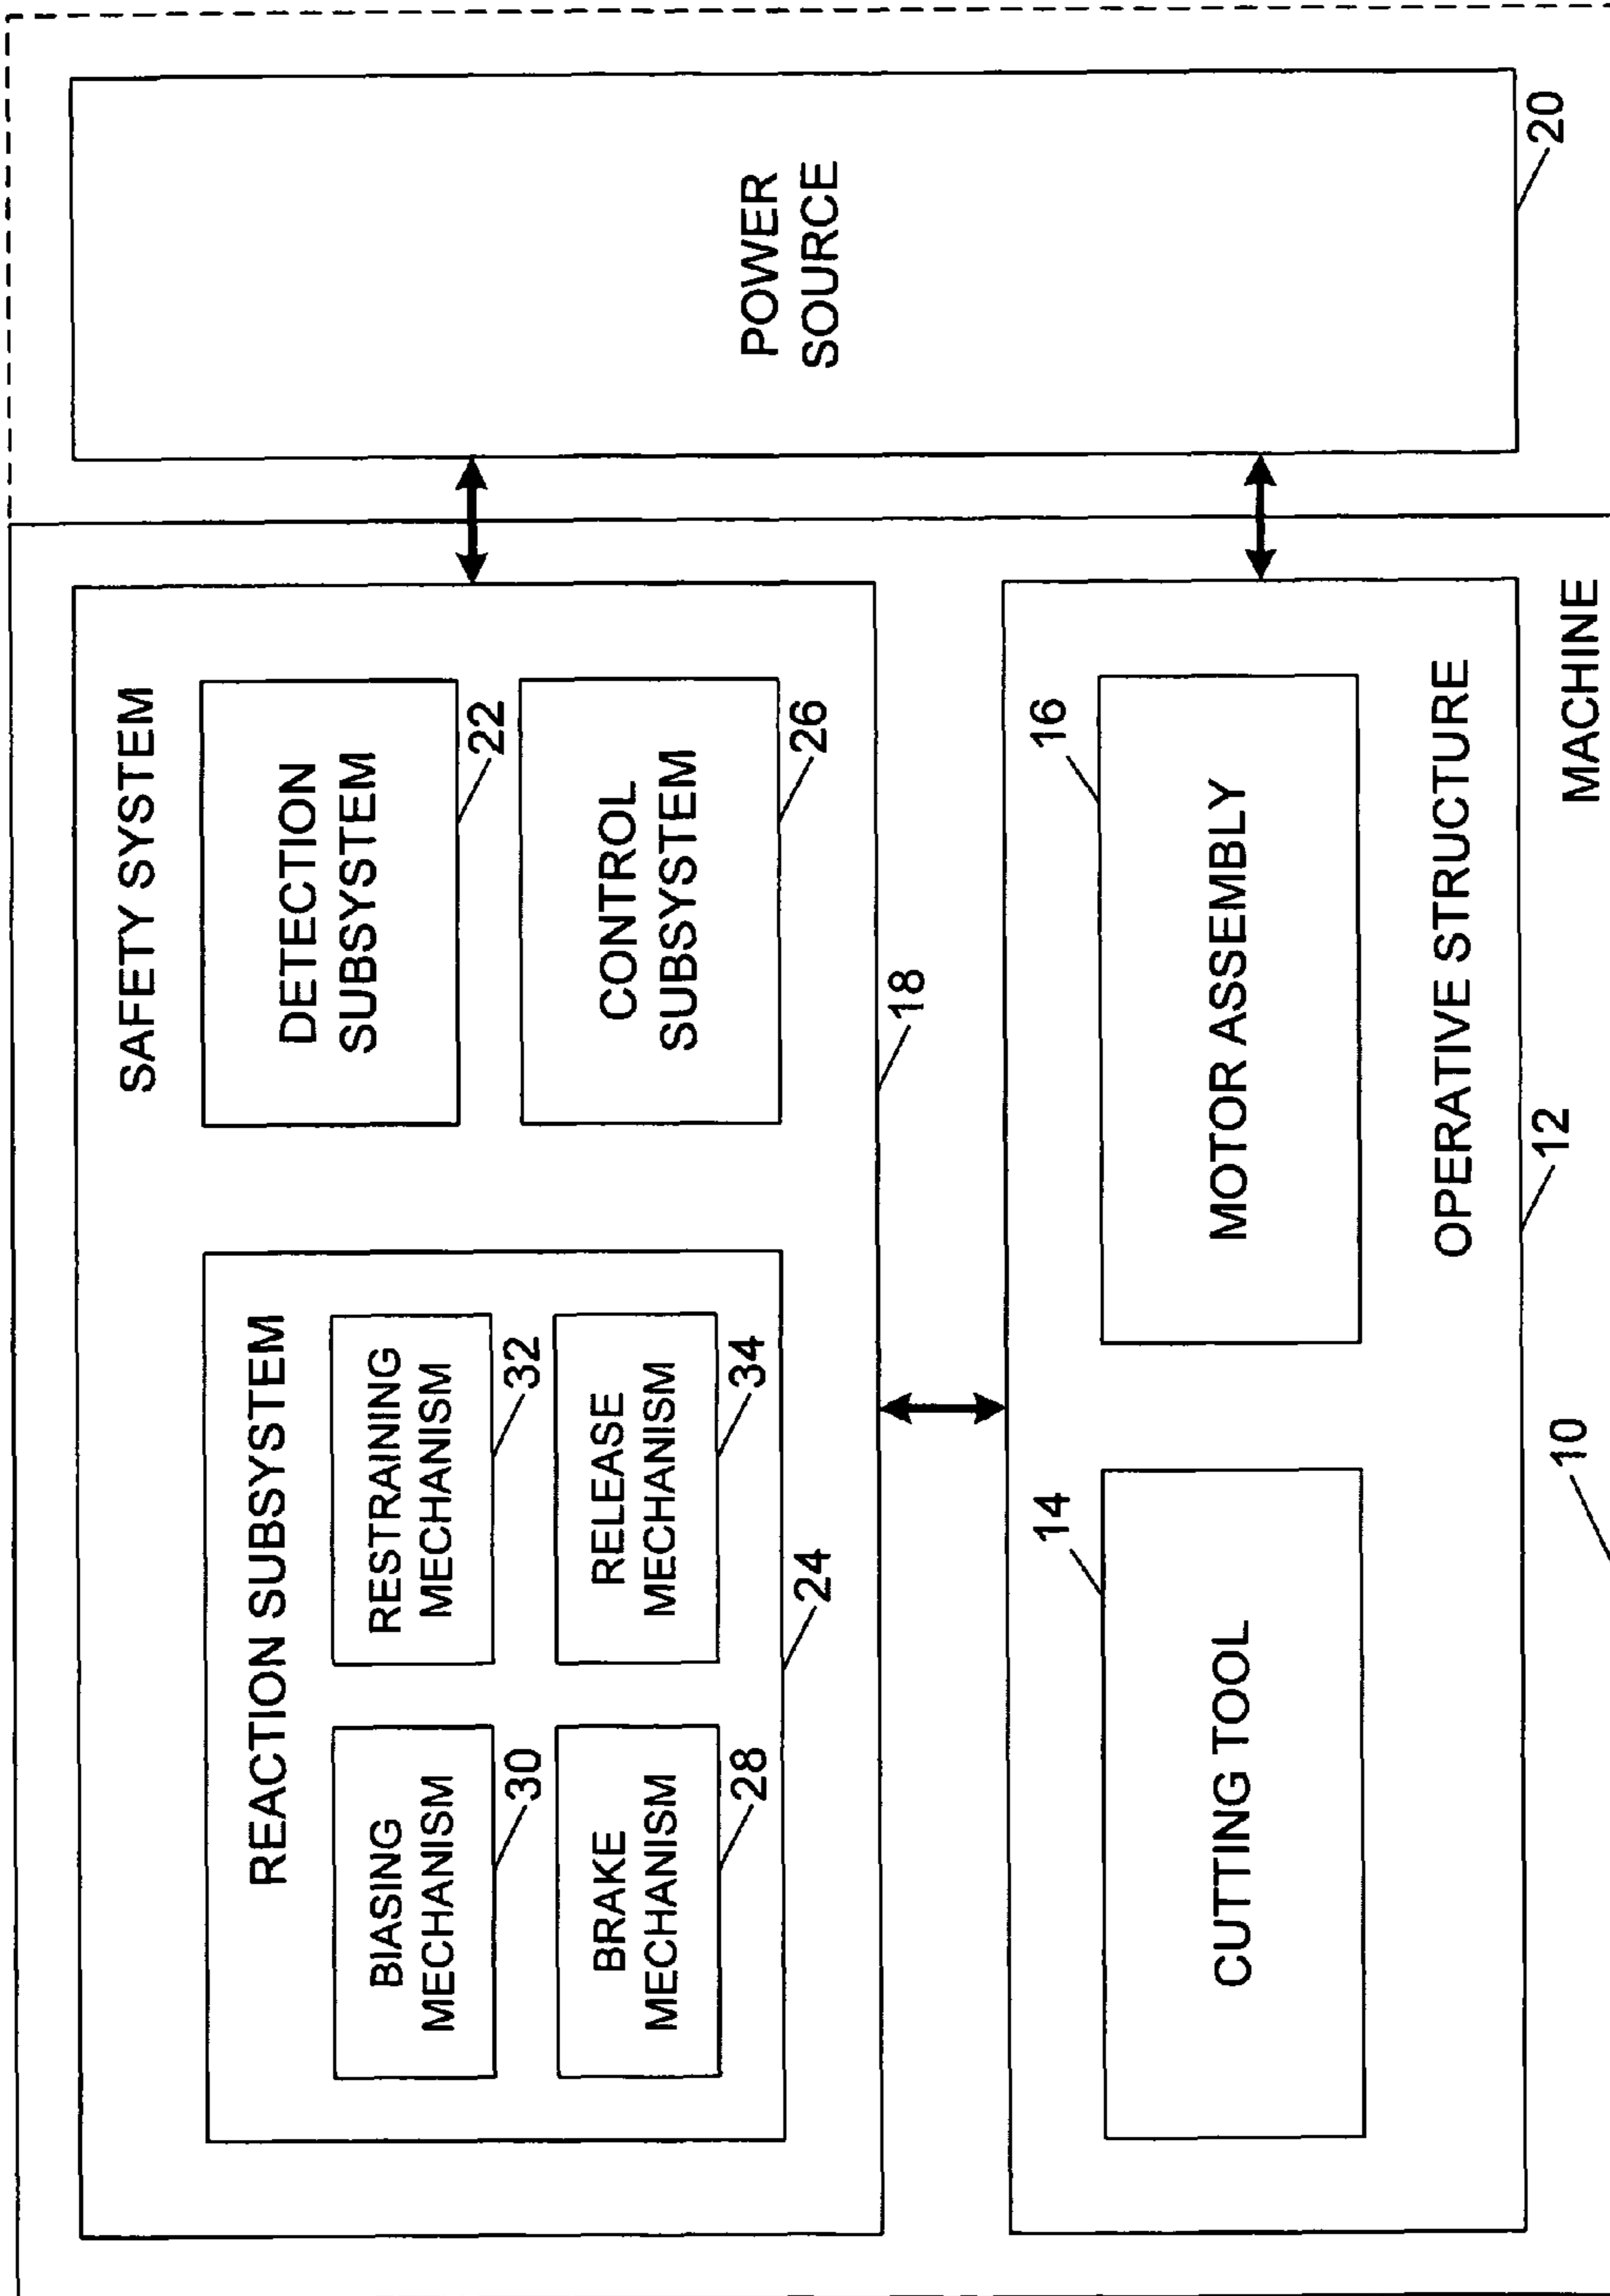 SAFETY SYSTEM
REACTION SUBSYSTEM
BIASING
MECHANISM
30
RESTRAINING
MECHANISM
32
BRAKE
MECHANISM
28
RELEASE
MECHANISM
34
24
DETECTION
SUBSYSTEM
22
CONTROL
SUBSYSTEM
26
18
POWER
SOURCE
20
14
CUTTING TOOL
16
MOTOR ASSEMBLY
OPERATIVE STRUCTURE
12
10
MACHINE